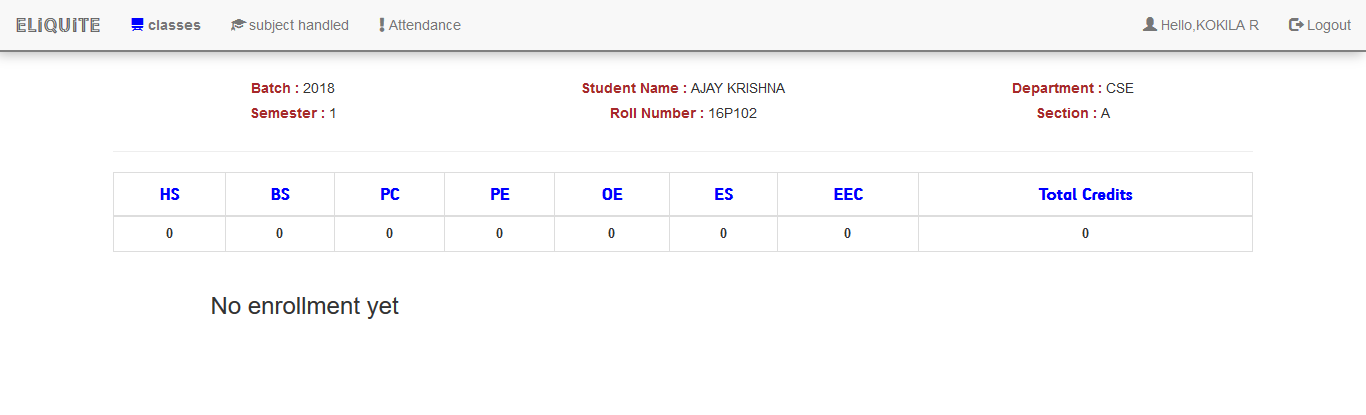 ELiQUiTE classes subject handled Attendance Hello,KOKILA R Logout
Batch : 2018 Student Name : AJAY KRISHNA Department : CSE
Semester : 1 Roll Number : 16P102 Section : A
HS BS PC PE OE ES EEC Total Credits
0 0 0 0 0 0 0 0
No enrollment yet